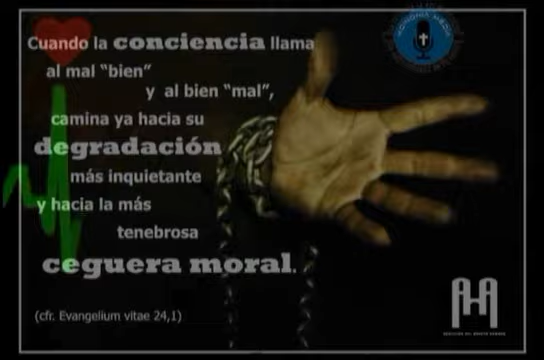 Cuando la conciencia llama
al mal "bien"
y al bien "mal",
camina ya hacia su
degradación
más inquietante
y hacia la más
tenebrosa
ceguera moral.
(cfr. Evangelium vitae 24,1)